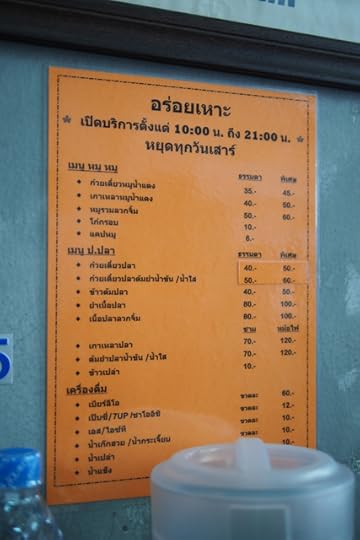 อร่อยเหาะ
* เปิดบริการตั้งแต่ 10:00 น. ถึง 21:00 น. *
หยุดทุกวันเสาร์
เมนู หมู หมู ธรรมดา พิเศษ
ก๋วยเตี๋ยวหมูน้ำแดง 35.- 45.-
เกาเหลาหมูน้ำแดง 40.- 50.-
หมูรวมลวกจิ้ม 50.- 60.-
ไก่กรอบ 10.-
แคปหมู 6.-
เมนู ป.ปลา ธรรมดา พิเศษ
ก๋วยเตี๋ยวปลา 40.- 50.-
ก๋วยเตี๋ยวปลาต้มยำน้ำข้น /น้ำใส 50.- 60.-
ข้าวต้มปลา 40.- 50.-
ยำเนื้อปลา 80.- 100.-
เนื้อปลาลวกจิ้ม 80.- 100.-
ชาม หม้อไฟ
เกาเหลาปลา 70.- 120.-
ต้มยำปลาน้ำข้น /น้ำใส 70.- 120.-
ข้าวเปล่า 10.-
เครื่องดื่ม
เบียร์ลีโอ ขวดละ 60.-
เป๊บซี่/7UP/ชาโออิชิ ขวดละ 12.-
เอส/ไอซ์ที ขวดละ 10.-
น้ำเก๊กฮวย /น้ำกระเจี๊ยบ 10.-
น้ำเปล่า ขวดละ 10.-
น้ำแข็ง
5